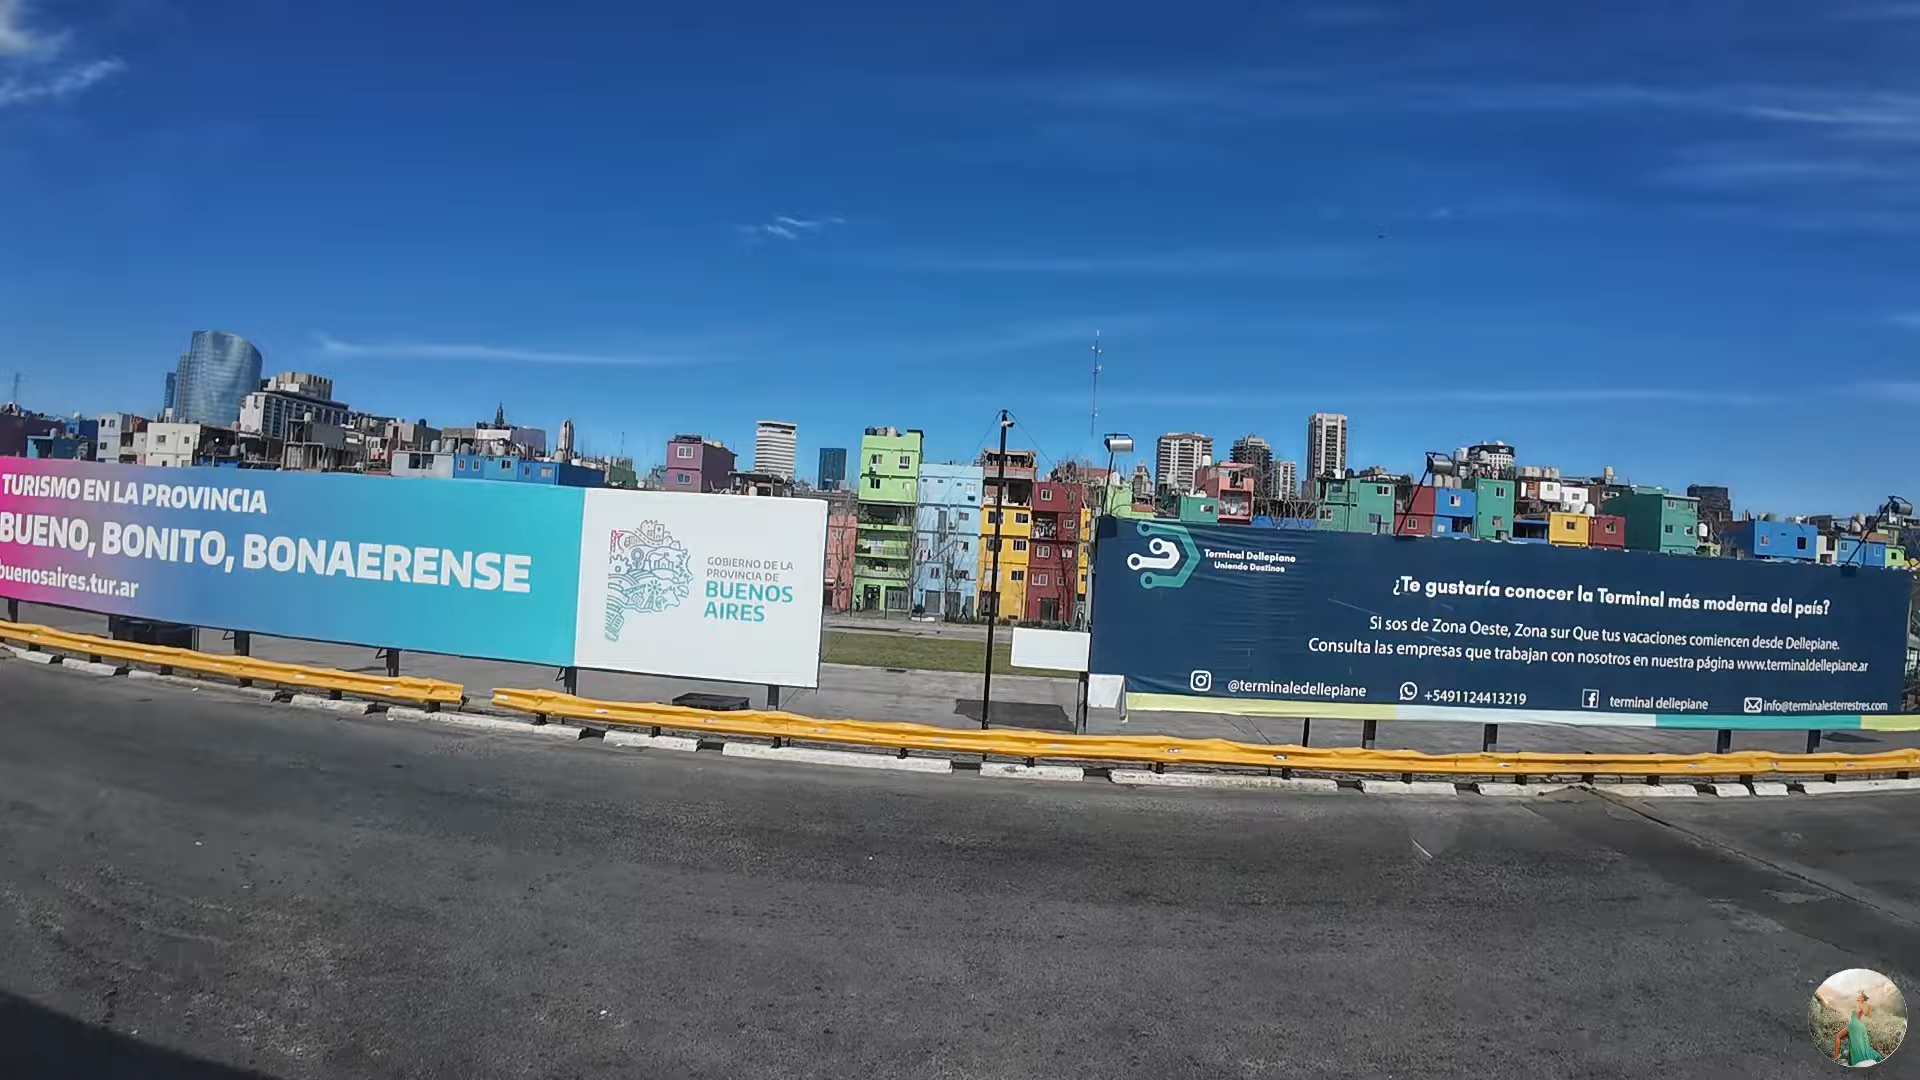 TURISMO EN LA PROVINCIA
BUENO, BONITO, BONAERENSE
buenosaires.tur.ar
GOBIERNO DE LA
PROVINCIA DE
BUENOS
AIRES
Terminal Dellepiane
Uniendo Destinos
¿Te gustaría conocer la Terminal más moderna del país?
Si sos de Zona Oeste, Zona sur Que tus vacaciones comiencen desde Dellepiane.
Consulta las empresas que trabajan con nosotros en nuestra página www.terminaldellepiane.ar
@terminaledellepiane
+5491124413219
terminal dellepiane
info@terminalesterrestres.com